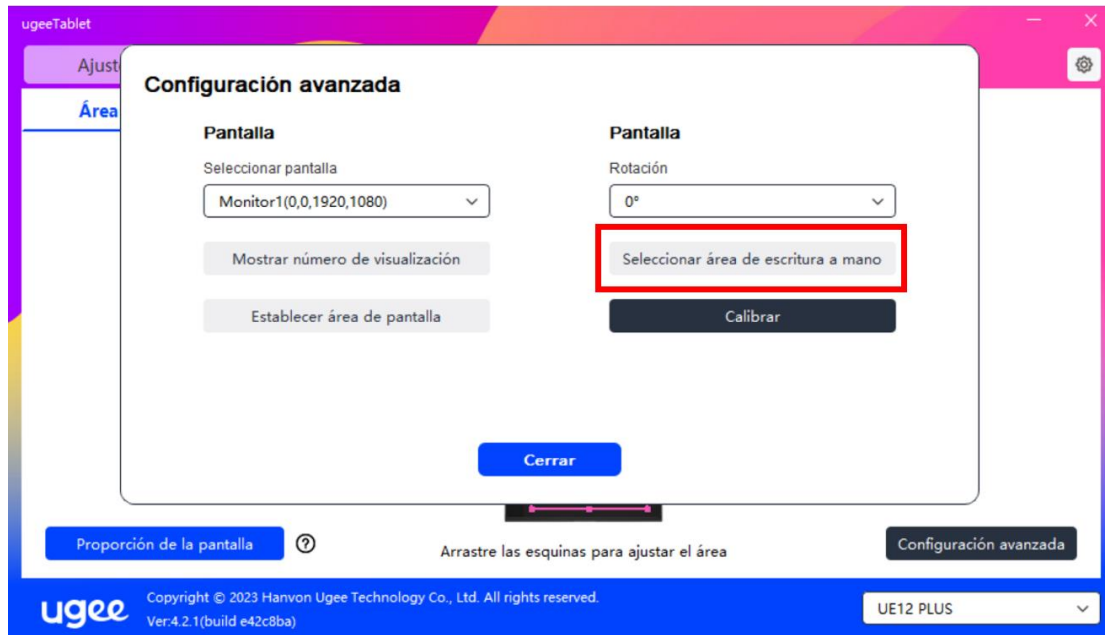 ugeeTablet
Ajust
Área
Configuración avanzada
Pantalla
Seleccionar pantalla
Monitor1(0,0,1920,1080)
Mostrar número de visualización
Establecer área de pantalla
Pantalla
Rotación
0°
Seleccionar área de escritura a mano
Calibrar
Cerrar
Proporción de la pantalla
?
Arrastre las esquinas para ajustar el área
Configuración avanzada
ugee
Copyright © 2023 Hanvon Ugee Technology Co., Ltd. All rights reserved.
Ver:4.2.1(build e42c8ba)
UE12 PLUS